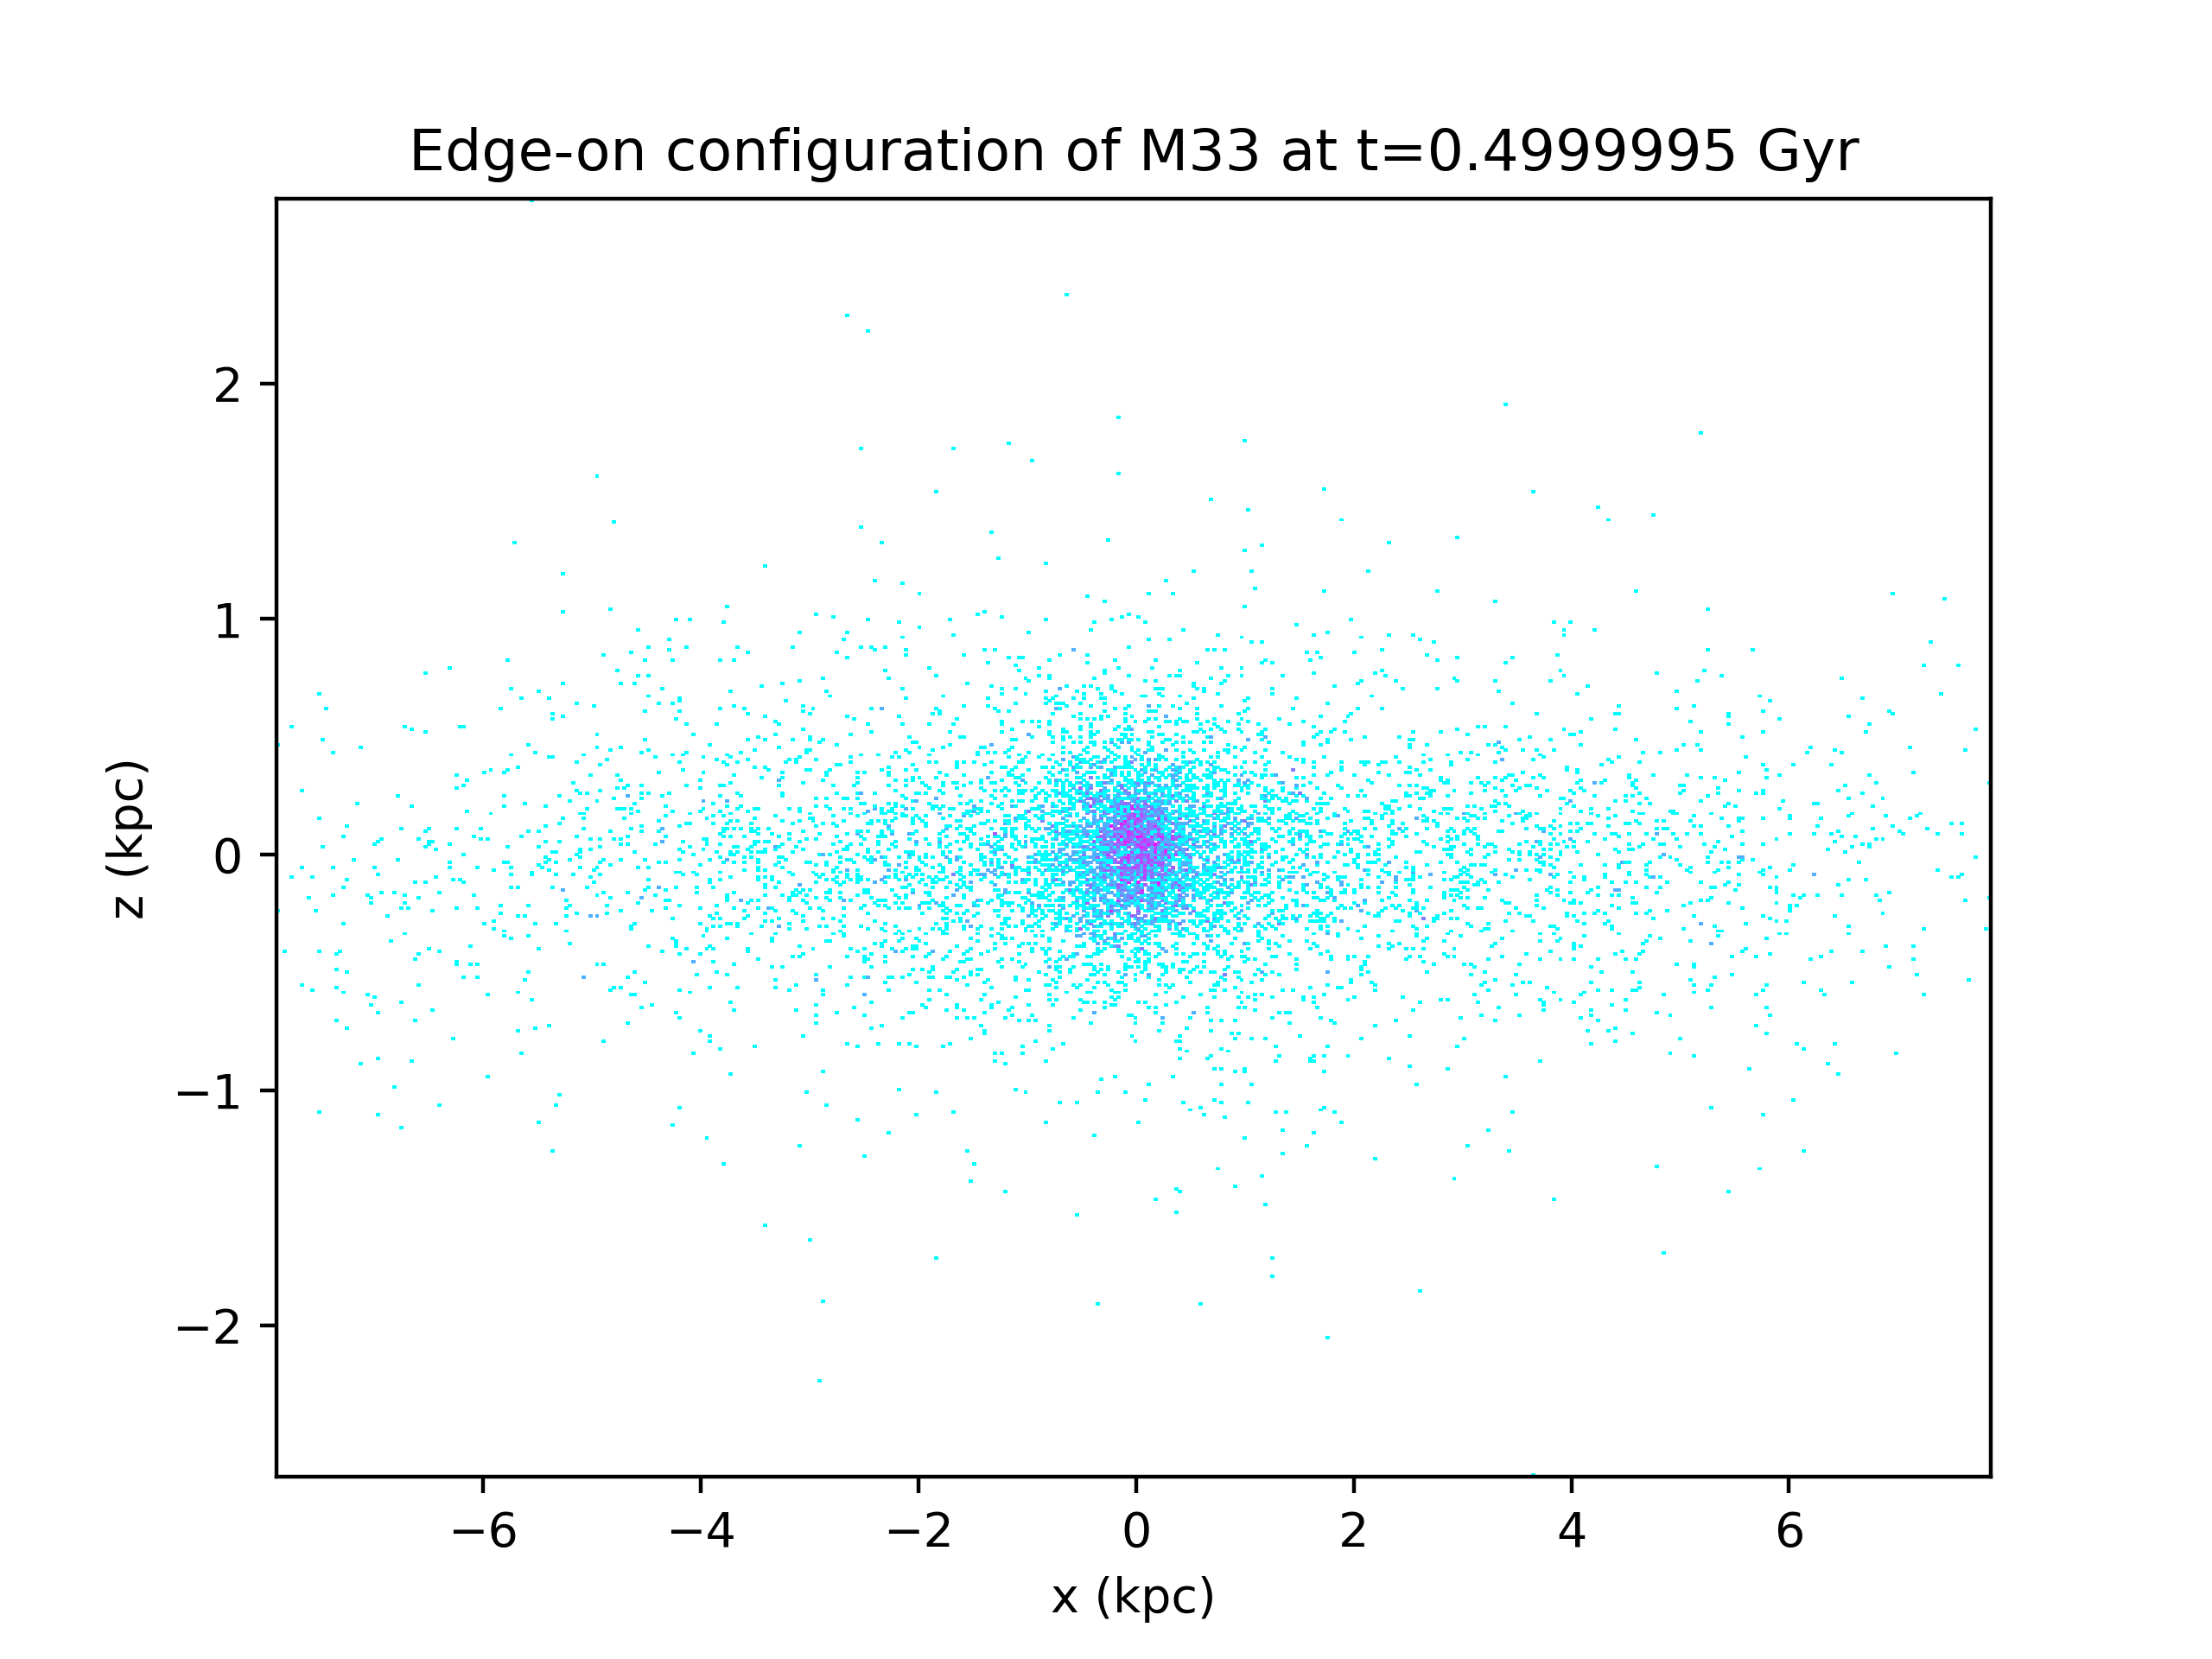 Edge-on configuration of M33 at t=0.4999995 Gyr
2
1
0
−1
−2
z (kpc)
−6 −4 −2 0 2 4 6
x (kpc)